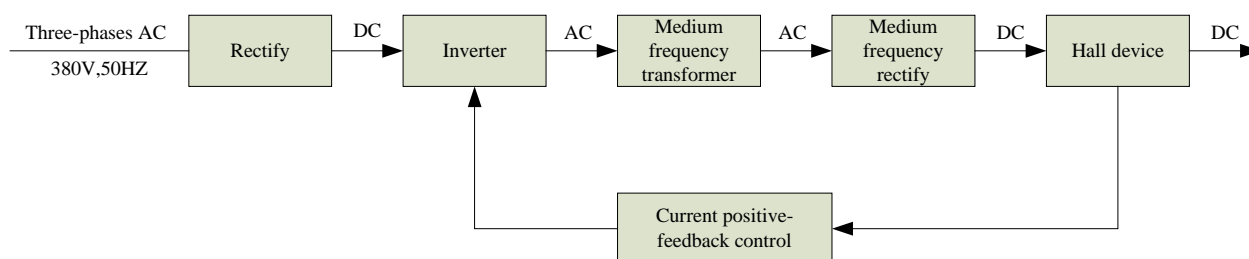 Three-phases AC
380V,50HZ
Rectify
DC
Inverter
AC
Medium
frequency
transformer
AC
Medium
frequency
rectify
DC
Hall device
DC
Current positive-
feedback control